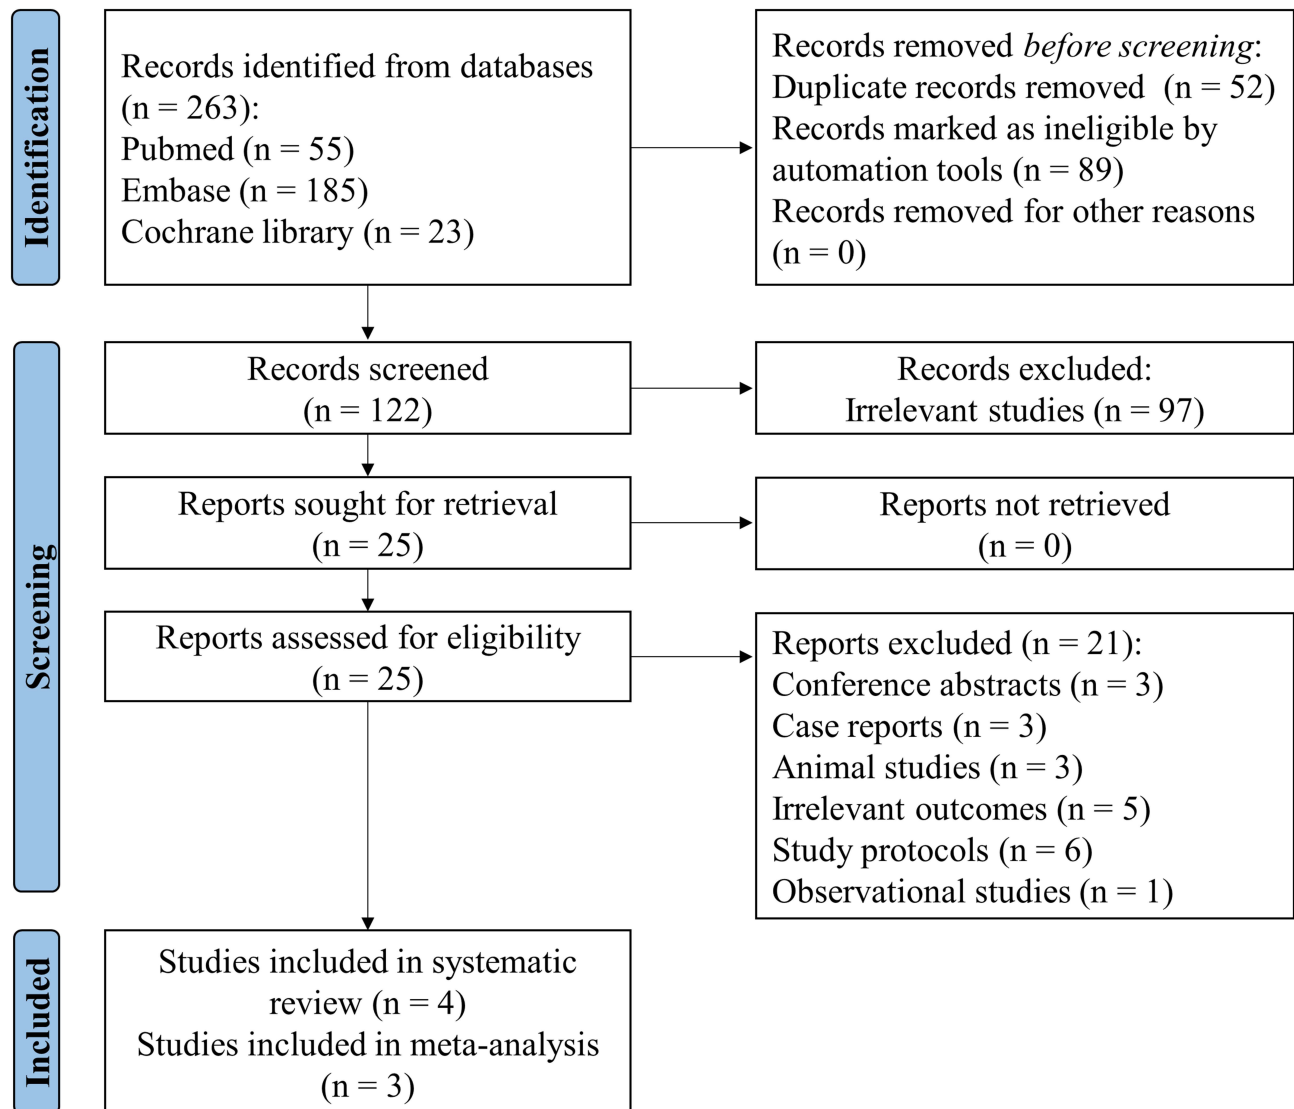 Identification
Records identified from databases
(n = 263):
Pubmed (n = 55)
Embase (n = 185)
Cochrane library (n = 23)
Records removed before screening:
Duplicate records removed  (n = 52)
Records marked as ineligible by
automation tools (n = 89)
Records removed for other reasons
(n = 0)
Screening
Records screened
(n = 122)
Records excluded:
Irrelevant studies (n = 97)
Reports sought for retrieval
(n = 25)
Reports not retrieved
(n = 0)
Reports assessed for eligibility
(n = 25)
Reports excluded (n = 21):
Conference abstracts (n = 3)
Case reports (n = 3)
Animal studies (n = 3)
Irrelevant outcomes (n = 5)
Study protocols (n = 6)
Observational studies (n = 1)
Included
Studies included in systematic
review (n = 4)
Studies included in meta-analysis
(n = 3)